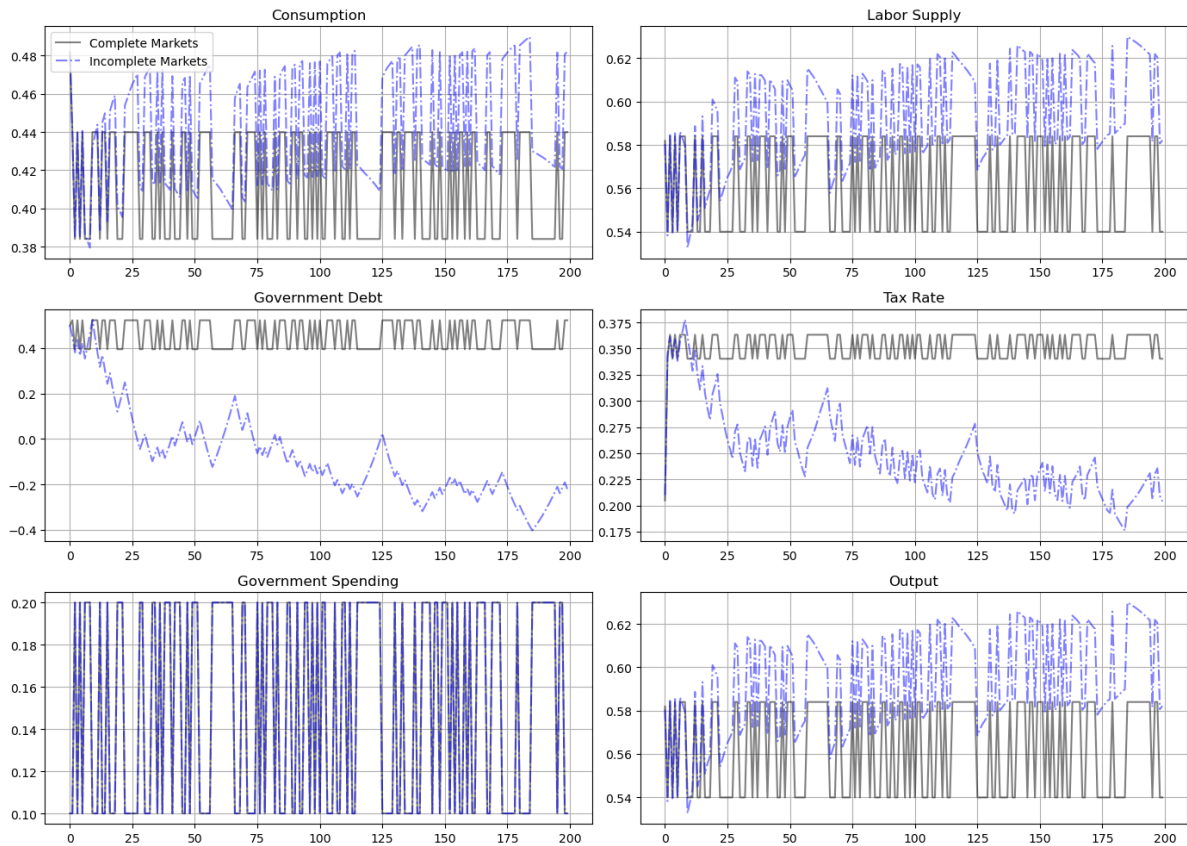 Consumption
Complete Markets
Incomplete Markets
0.48
0.46
0.44
0.42
0.40
0.38
0 25 50 75 100 125 150 175 200
Labor Supply
0.62
0.60
0.58
0.56
0.54
0 25 50 75 100 125 150 175 200
Government Debt
0.4
0.2
0.0
−0.2
−0.4
0 25 50 75 100 125 150 175 200
Tax Rate
0.375
0.350
0.325
0.300
0.275
0.250
0.225
0.200
0.175
0 25 50 75 100 125 150 175 200
Government Spending
0.20
0.18
0.16
0.14
0.12
0.10
0 25 50 75 100 125 150 175 200
Output
0.62
0.60
0.58
0.56
0.54
0 25 50 75 100 125 150 175 200